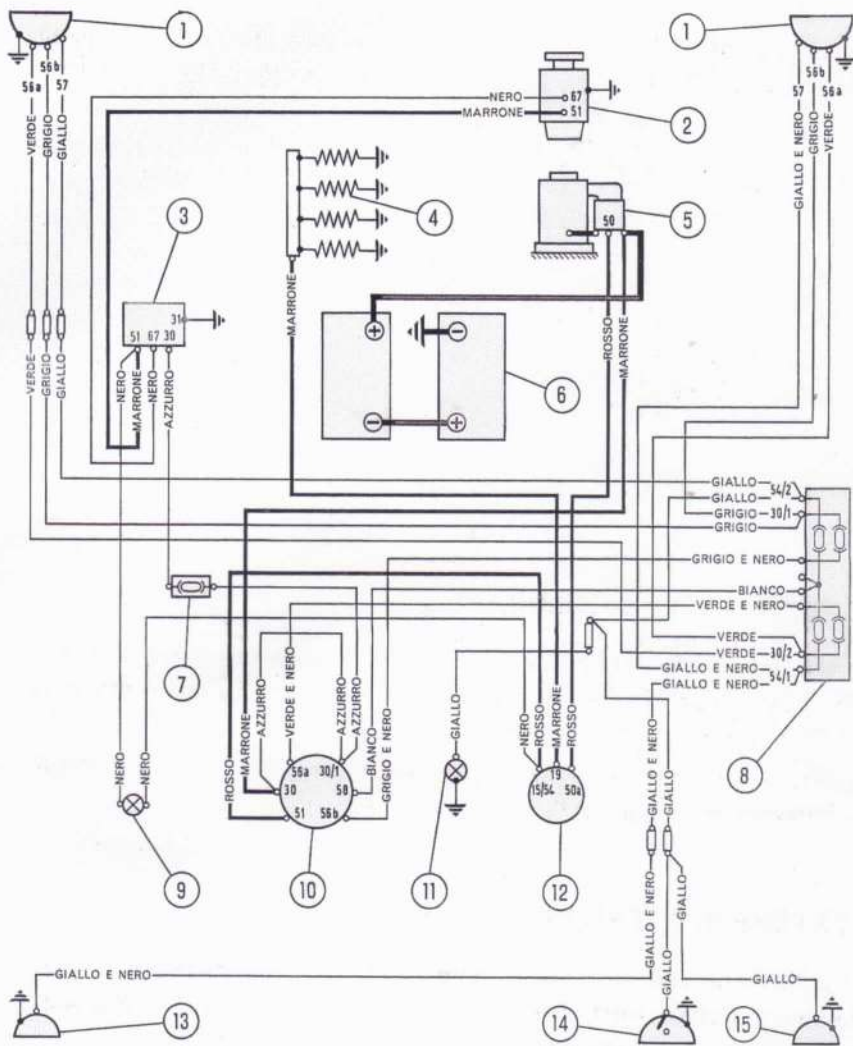 1
1
56a
56b
57
57
56b
56a
VERDE
GRIGIO
GIALLO
GIALLO E NERO
GRIGIO
VERDE
NERO
67
MARRONE
51
2
3
4
5
50
31
51 67 30
MARRONE
ROSSO
MARRONE
VERDE
GRIGIO
GIALLO
NERO
MARRONE
NERO
AZZURRO
+
−
−
+
6
GIALLO 54/2
GIALLO
GRIGIO 30/1
GRIGIO
GRIGIO E NERO
BIANCO
VERDE E NERO
VERDE
VERDE 30/2
GIALLO E NERO
GIALLO E NERO 54/1
7
8
NERO
NERO
ROSSO
MARRONE
AZZURRO
VERDE E NERO
AZZURRO
AZZURRO
BIANCO
GRIGIO E NERO
GIALLO
NERO
ROSSO
MARRONE
ROSSO
GIALLO E NERO
GIALLO
56a 30/1
30 58
51 56b
19
15/54 50a
9
10
11
12
GIALLO E NERO
GIALLO
GIALLO
GIALLO E NERO
GIALLO
13
14
15